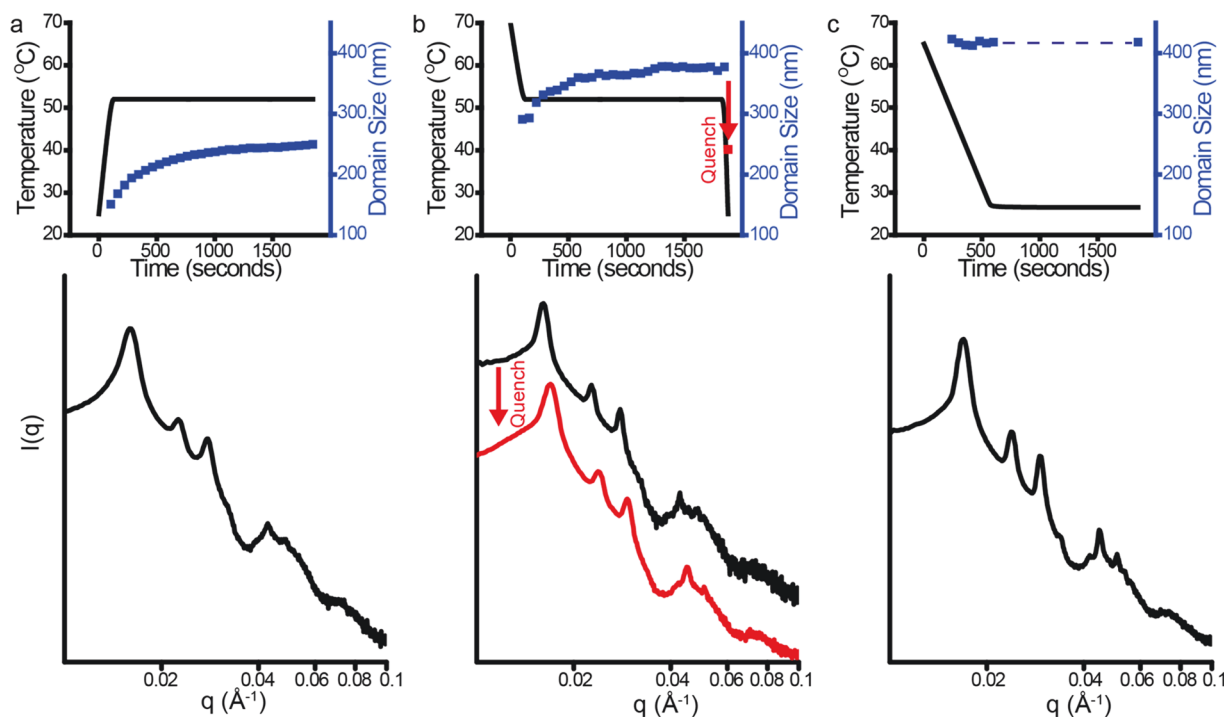 a
70
60
50
40
30
20
Temperature (°C)
0 500 1000 1500
Time (seconds)
400
300
200
100
Domain Size (nm)
b
70
60
50
40
30
20
Temperature (°C)
0 500 1000 1500
Time (seconds)
Quench
400
300
200
100
Domain Size (nm)
c
70
60
50
40
30
20
Temperature (°C)
0 500 1000 1500
Time (seconds)
400
300
200
100
Domain Size (nm)
I(q)
0.02 0.04 0.06 0.08 0.1
q (Å-1)
Quench
0.02 0.04 0.06 0.08 0.1
q (Å-1)
0.02 0.04 0.06 0.08 0.1
q (Å-1)